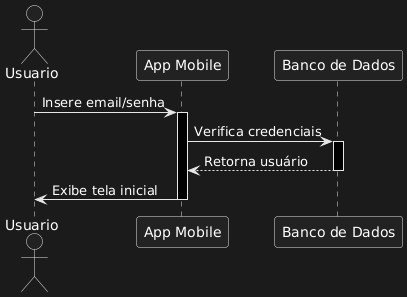 Usuario
App Mobile
Banco de Dados
Insere email/senha
Verifica credenciais
Retorna usuário
Exibe tela inicial
Usuario
App Mobile
Banco de Dados